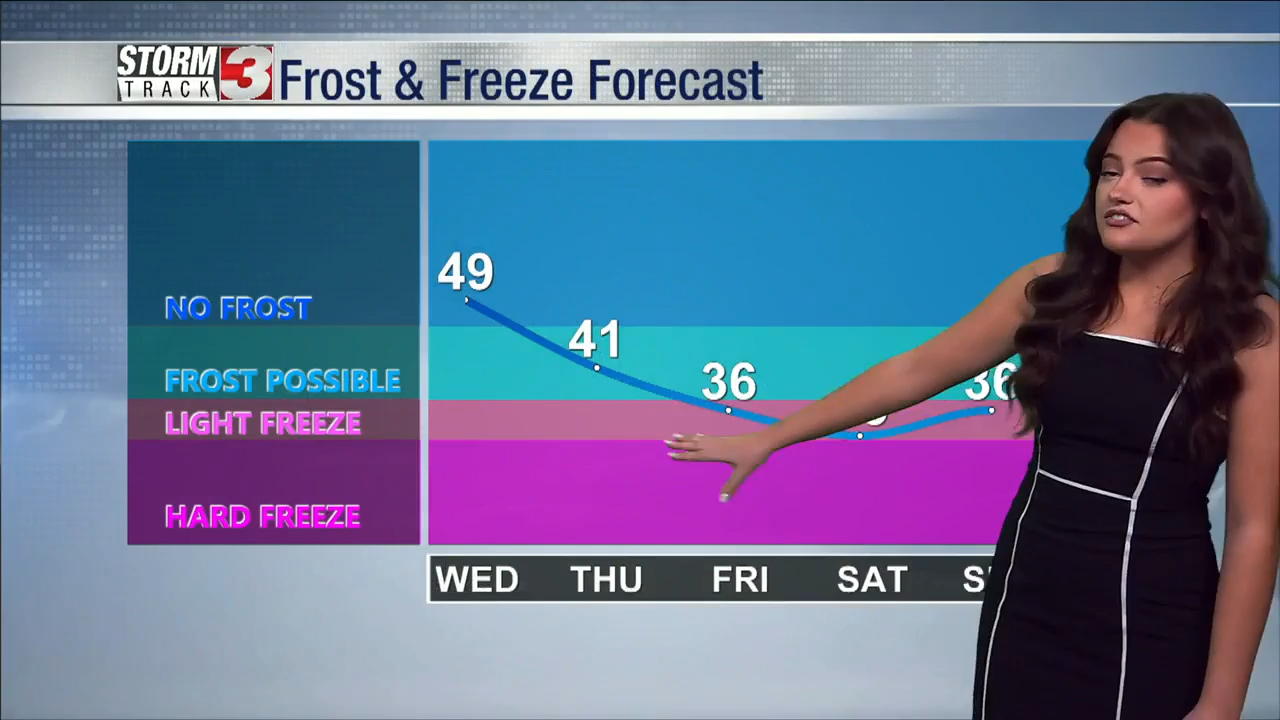 STORM
TRACK 3
Frost & Freeze Forecast
49
41
36
36
NO FROST
FROST POSSIBLE
LIGHT FREEZE
HARD FREEZE
WED THU FRI SAT